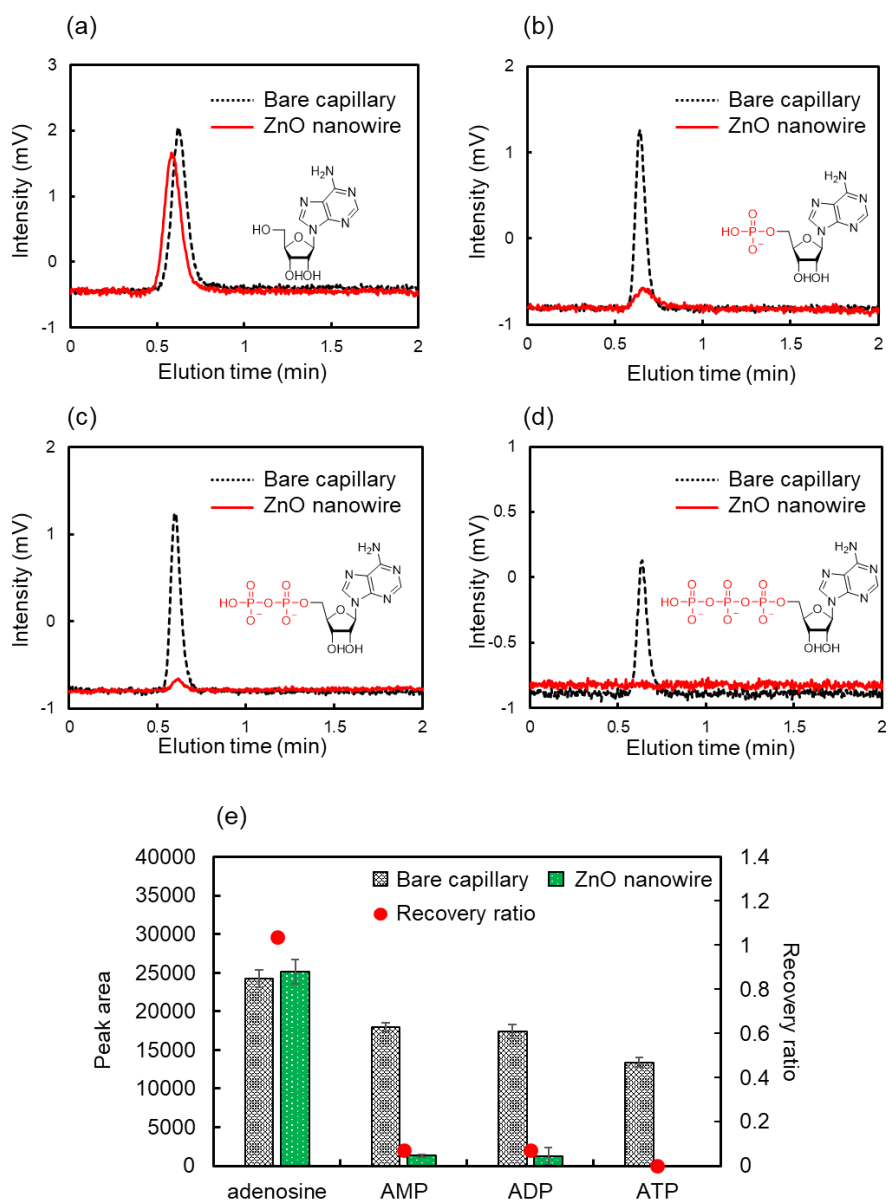 (a)
(b)
3
2
1
0
-1
Intensity (mV)
Bare capillary
ZnO nanowire
NH₂
N
N
N
N
HO
O
OHOH
0
0.5
1
1.5
2
Elution time (min)
2
1
0
-1
Intensity (mV)
Bare capillary
ZnO nanowire
NH₂
N
N
N
N
O
HO-P-O
O⁻
O
OHOH
0
0.5
1
1.5
2
Elution time (min)
(c)
(d)
2
1
0
-1
Intensity (mV)
Bare capillary
ZnO nanowire
NH₂
N
N
N
N
O O
HO-P-O-P-O
O⁻ O⁻
O
OHOH
0
0.5
1
1.5
2
Elution time (min)
1
0.5
0
-0.5
-1
Intensity (mV)
Bare capillary
ZnO nanowire
NH₂
N
N
N
N
O O O
HO-P-O-P-O-P-O
O⁻ O⁻ O⁻
O
OHOH
0
0.5
1
1.5
2
Elution time (min)
(e)
40000
35000
30000
25000
20000
15000
10000
5000
0
Peak area
Bare capillary
ZnO nanowire
Recovery ratio
1.4
1.2
1
0.8
0.6
0.4
0.2
0
Recovery ratio
adenosine
AMP
ADP
ATP